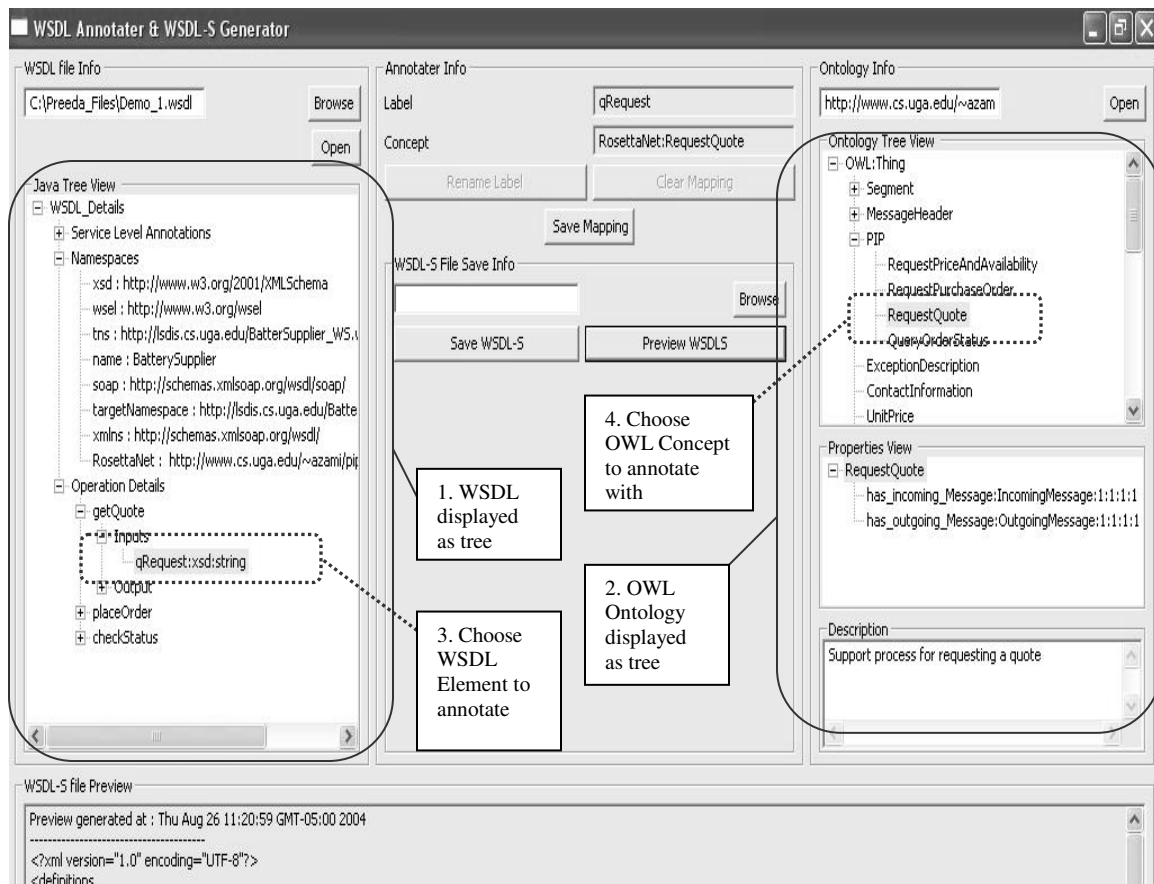 WSDL Annotater & WSDL-S Generator
WSDL file Info
C:\Preeda_Files\Demo_1.wsdl
Browse
Open
Java Tree View
WSDL_Details
Service Level Annotations
Namespaces
xsd : http://www.w3.org/2001/XMLSchema
wsel : http://www.w3.org/wsel
tns : http://lsdis.cs.uga.edu/BatterSupplier_WS.
name : BatterySupplier
soap : http://schemas.xmlsoap.org/wsdl/soap/
targetNamespace : http://lsdis.cs.uga.edu/Batte
xmlns : http://schemas.xmlsoap.org/wsdl/
RosettaNet : http://www.cs.uga.edu/~azami/pip
Operation Details
getQuote
Inputs
qRequest:xsd:string
Output
placeOrder
checkStatus
Annotater Info
Label
qRequest
Concept
RosettaNet:RequestQuote
Rename Label
Clear Mapping
Save Mapping
WSDL-S File Save Info
Browse
Save WSDL-S
Preview WSDLS
1. WSDL
displayed
as tree
3. Choose
WSDL
Element to
annotate
4. Choose
OWL Concept
to annotate
with
2. OWL
Ontology
displayed
as tree
Ontology Info
http://www.cs.uga.edu/~azam
Open
Ontology Tree View
OWL:Thing
Segment
MessageHeader
PIP
RequestPriceAndAvailability
RequestPurchaseOrder
RequestQuote
QueryOrderStatus
ExceptionDescription
ContactInformation
UnitPrice
Properties View
RequestQuote
has_incoming_Message:IncomingMessage:1:1:1:1
has_outgoing_Message:OutgoingMessage:1:1:1:1
Description
Support process for requesting a quote
WSDL-S file Preview
Preview generated at : Thu Aug 26 11:20:59 GMT-05:00 2004
----------------------------------------
<?xml version="1.0" encoding="UTF-8"?>
<definitions